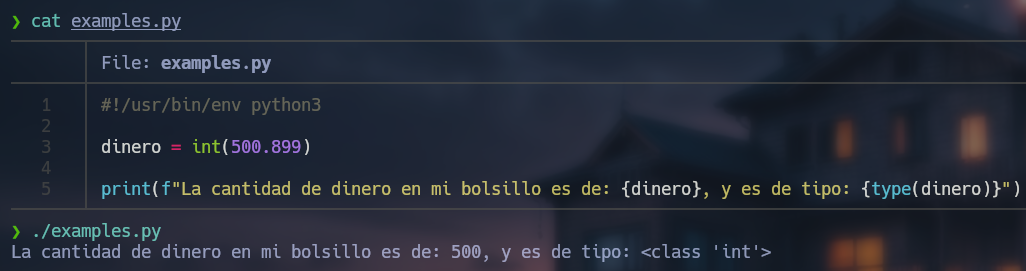 ❯ cat examples.py
File: examples.py
1 #!/usr/bin/env python3
2
3 dinero = int(500.899)
4
5 print(f"La cantidad de dinero en mi bolsillo es de: {dinero}, y es de tipo: {type(dinero)}")
❯ ./examples.py
La cantidad de dinero en mi bolsillo es de: 500, y es de tipo: <class 'int'>